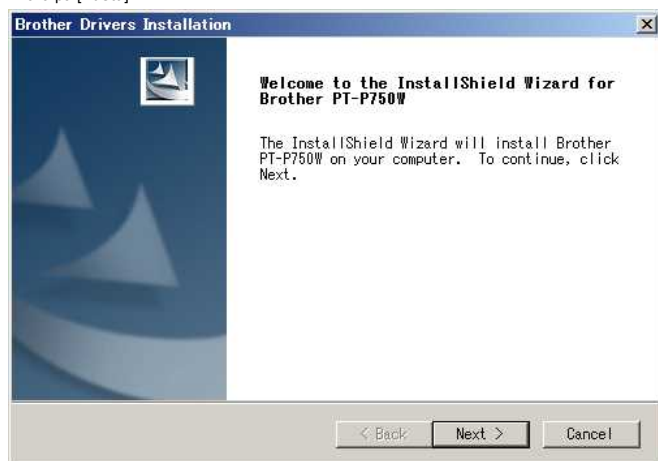 Brother Drivers Installation
Welcome to the InstallShield Wizard for
Brother PT-P750W
The InstallShield Wizard will install Brother
PT-P750W on your computer.  To continue, click
Next.
< Back
Next >
Cancel